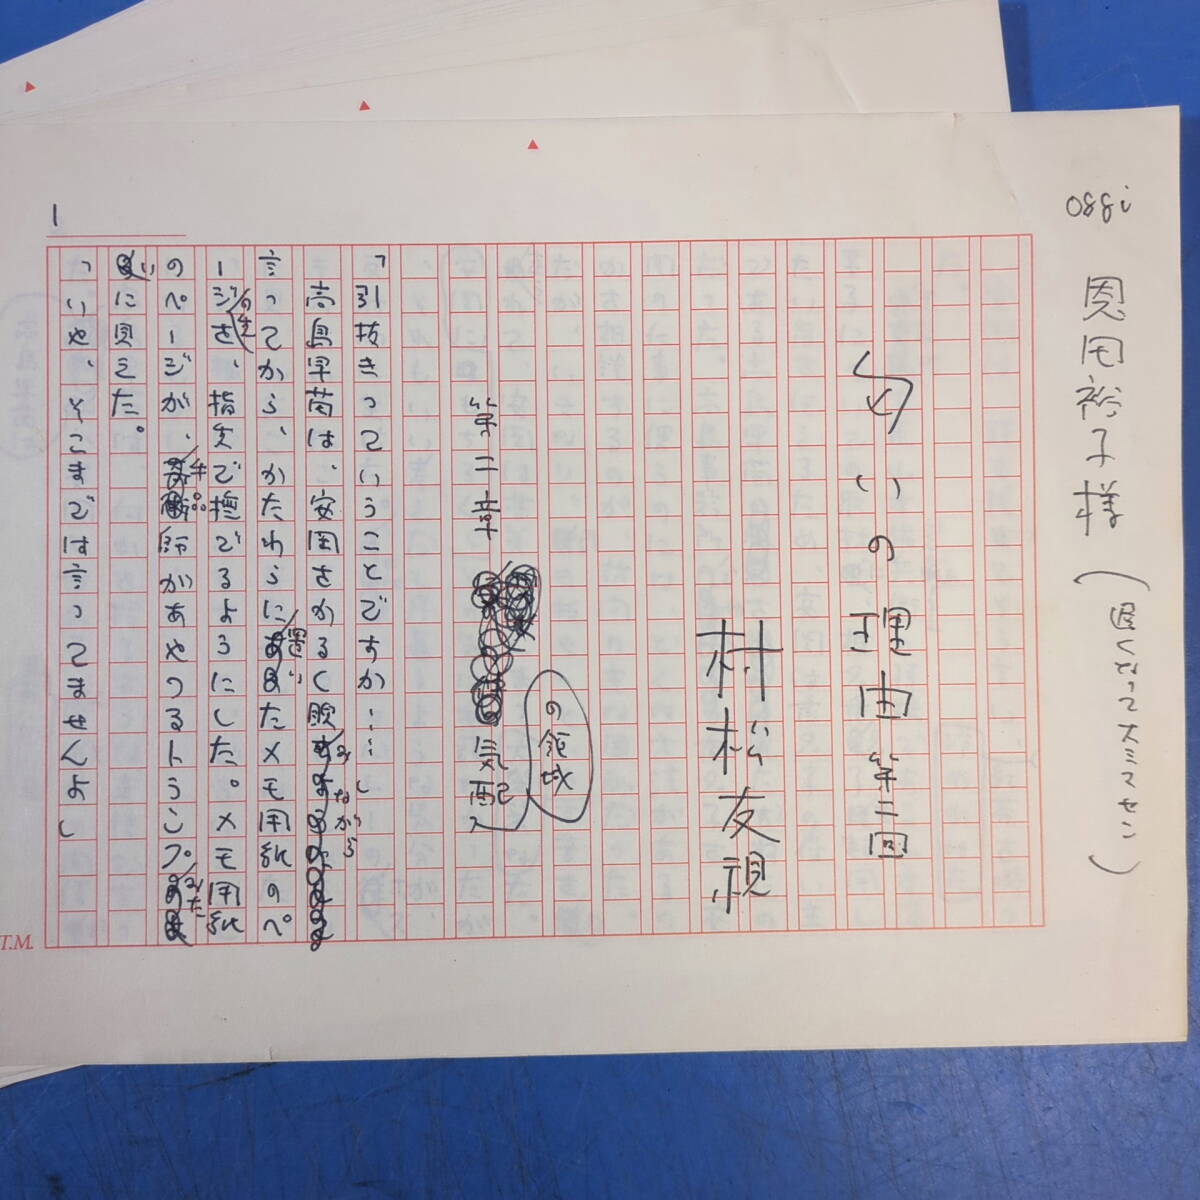 oggi 恩田裕子様（遅くなって大ミマセン）
匂いの理由 第二回
村松友視
第二章 気配の領域
「引抜きっていうことですか……」
高島早苗は、安岡さかるく睨みながら
言ってから、かたわらに置いたメモ用紙のペ
ージの先を、指先で撫でるようにした。メモ用紙
のページが、手品師があやつるトランプみた
いに見えた。
「いや、そこまでは言ってませんよ」
1
T.M.